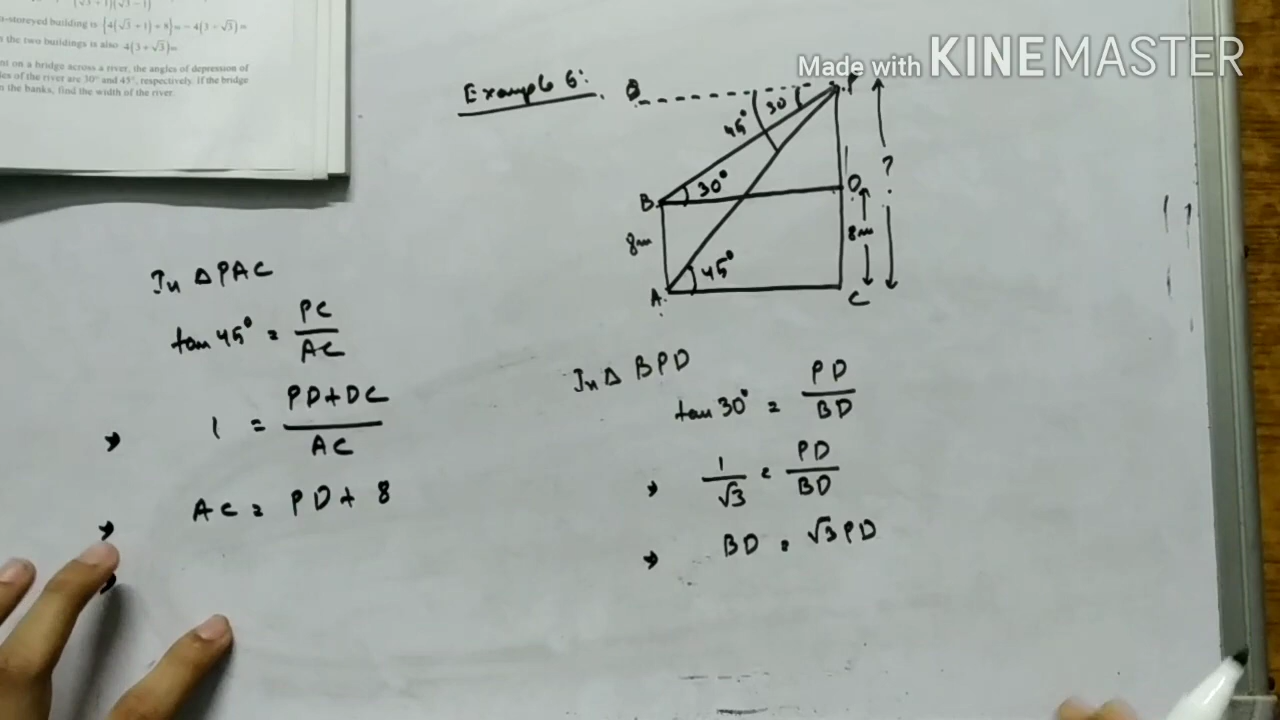 -storeyed building is {4(√3 + 1) + 8} = 4(3 + √3)m
the two buildings is also 4(3 + √3)m
nt on a bridge across a river, the angles of depression of
les of the river are 30° and 45°, respectively. If the bridge
the banks, find the width of the river.
Made with KINEMASTER
Example 6:
P
45°
30
?
B
30°
8m
8m
A
45°
C
In △ PAC
tan 45° = PC/AC
1 = PD+DC/AC
AC = PD + 8
In △ BPD
tan 30° = PD/BD
1/√3 = PD/BD
BD = √3 PD